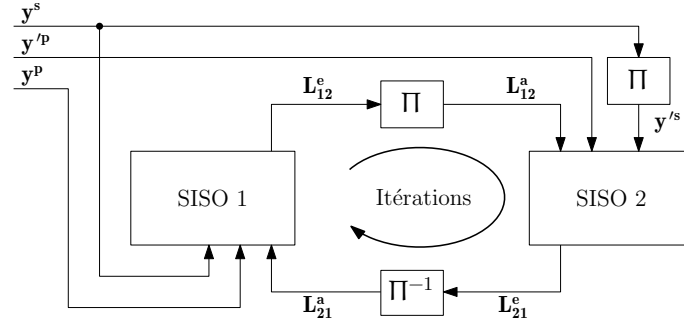 y^s
y'^p
y^p
L^e_12
Π
L^a_12
Π
y'^s
SISO 1
Itérations
SISO 2
L^a_21
Π^−1
L^e_21